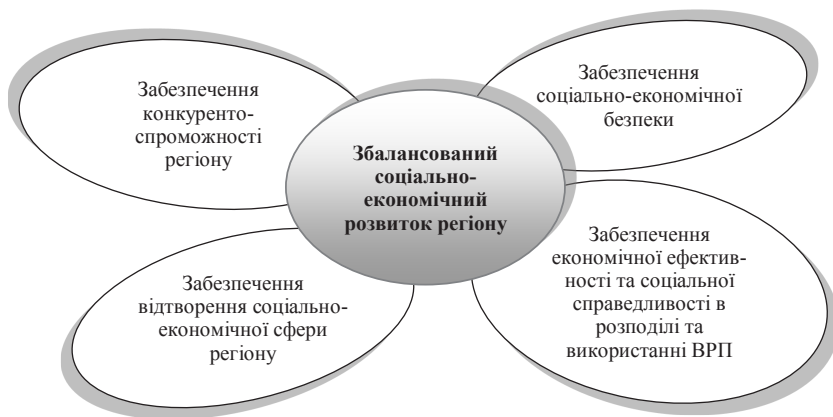 Забезпечення
конкуренто-
спроможності
регіону
Забезпечення
соціально-економічної
безпеки
Збалансований
соціально-
економічний
розвиток регіону
Забезпечення
відтворення соціально-
економічної сфери
регіону
Забезпечення
економічної ефектив-
ності та соціальної
справедливості в
розподілі та
використанні ВРП